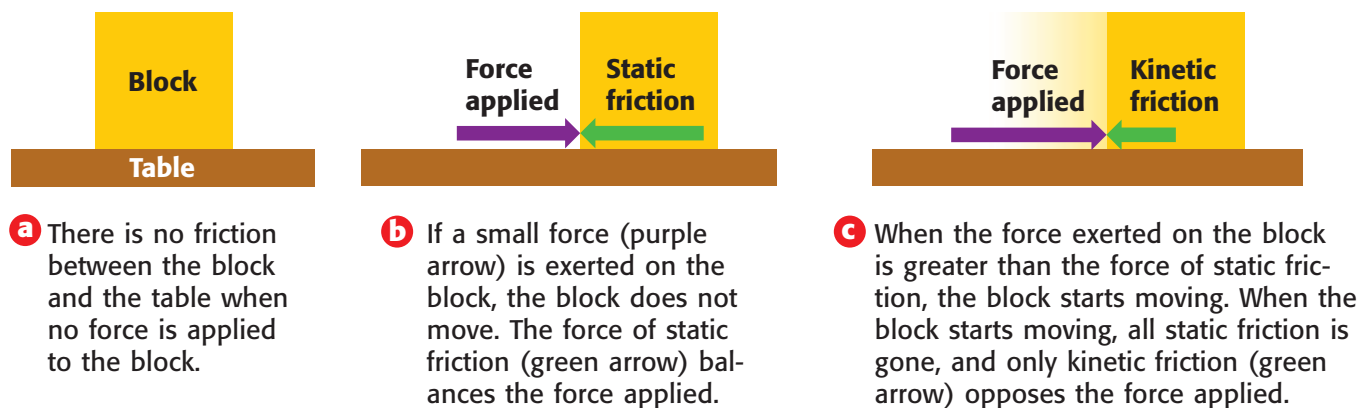 Block
Table
a There is no friction
between the block
and the table when
no force is applied
to the block.
Force
applied
Static
friction
b If a small force (purple
arrow) is exerted on the
block, the block does not
move. The force of static
friction (green arrow) bal-
ances the force applied.
Force
applied
Kinetic
friction
c When the force exerted on the block
is greater than the force of static fric-
tion, the block starts moving. When the
block starts moving, all static friction is
gone, and only kinetic friction (green
arrow) opposes the force applied.